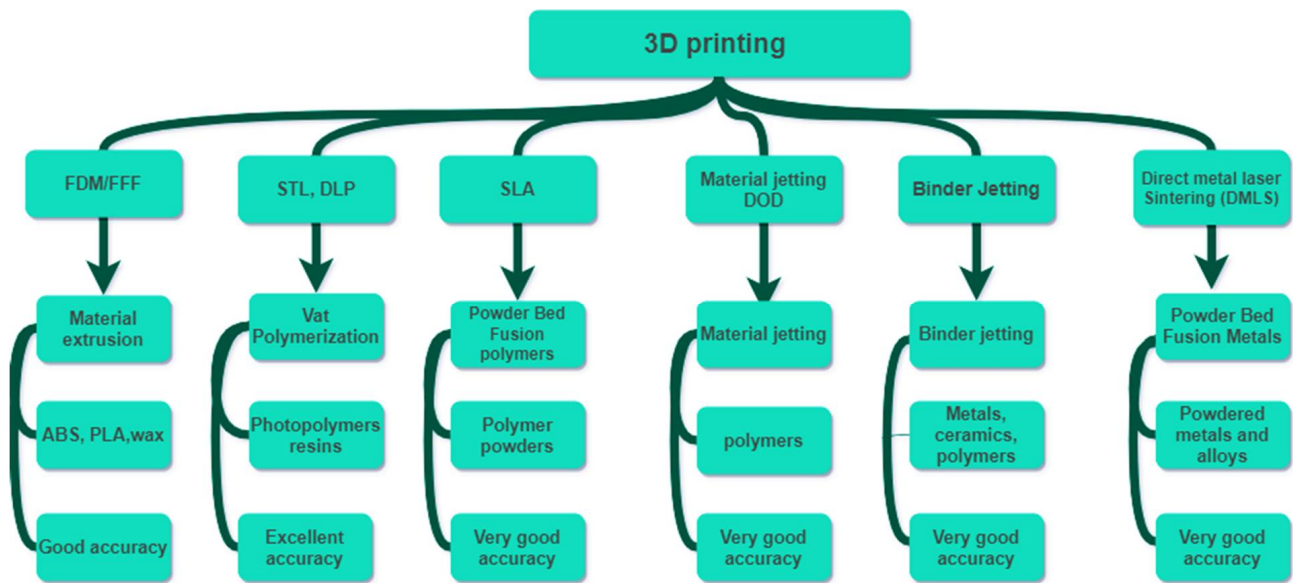 3D printing
FDM/FFF
STL, DLP
SLA
Material jetting
DOD
Binder Jetting
Direct metal laser
Sintering (DMLS)
Material
extrusion
Vat
Polymerization
Powder Bed
Fusion
polymers
Material jetting
Binder jetting
Powder Bed
Fusion Metals
ABS, PLA,wax
Photopolymers
resins
Polymer
powders
polymers
Metals,
ceramics,
polymers
Powdered
metals and
alloys
Good accuracy
Excellent
accuracy
Very good
accuracy
Very good
accuracy
Very good
accuracy
Very good
accuracy